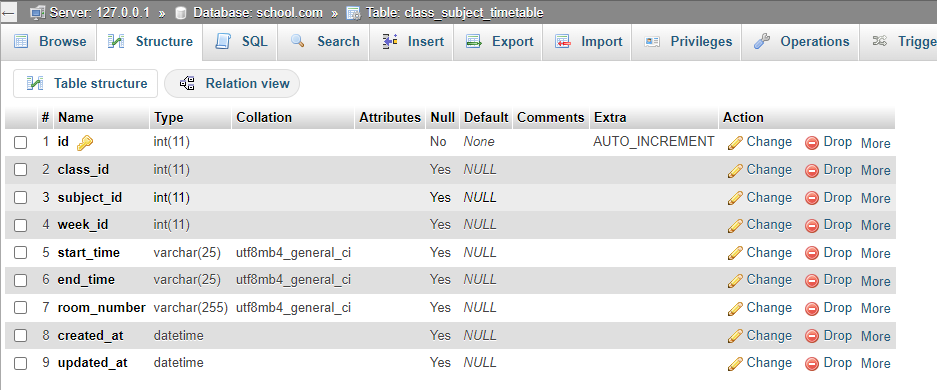 ← Server: 127.0.0.1 » Database: school.com » Table: class_subject_timetable
Browse Structure SQL Search Insert Export Import Privileges Operations Trigge
Table structure Relation view
# Name Type Collation Attributes Null Default Comments Extra Action
1 id int(11) No None AUTO_INCREMENT Change Drop More
2 class_id int(11) Yes NULL Change Drop More
3 subject_id int(11) Yes NULL Change Drop More
4 week_id int(11) Yes NULL Change Drop More
5 start_time varchar(25) utf8mb4_general_ci Yes NULL Change Drop More
6 end_time varchar(25) utf8mb4_general_ci Yes NULL Change Drop More
7 room_number varchar(255) utf8mb4_general_ci Yes NULL Change Drop More
8 created_at datetime Yes NULL Change Drop More
9 updated_at datetime Yes NULL Change Drop More